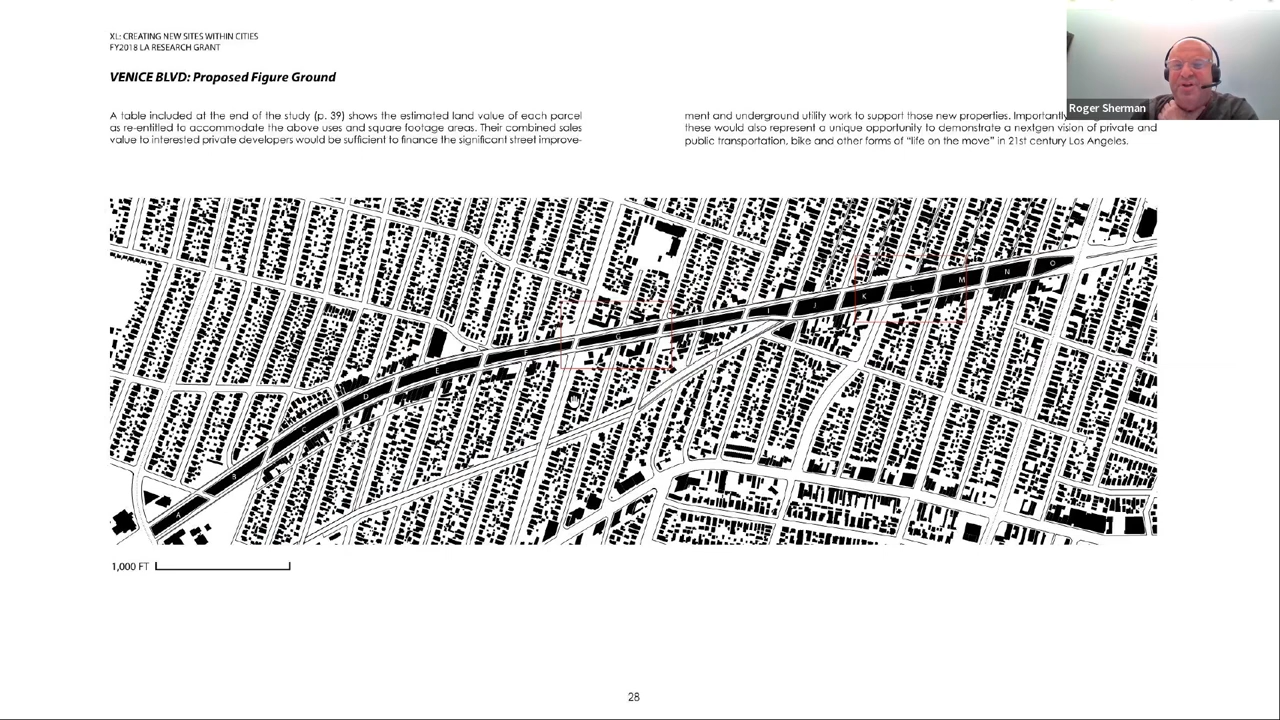 XL: CREATING NEW SITES WITHIN CITIES
FY2018 LA RESEARCH GRANT
VENICE BLVD: Proposed Figure Ground
A table included at the end of the study (p. 39) shows the estimated land value of each parcel
as re-entitled to accommodate the above uses and square footage areas. Their combined sales
value to interested private developers would be sufficient to finance the significant street improve-
ment and underground utility work to support those new properties. Importantly
these would also represent a unique opportunity to demonstrate a nextgen vision of private and
public transportation, bike and other forms of "life on the move" in 21st century Los Angeles.
Roger Sherman
A
B
C
D
E
F
H
I
J
K
L
M
N
O
1,000 FT
28